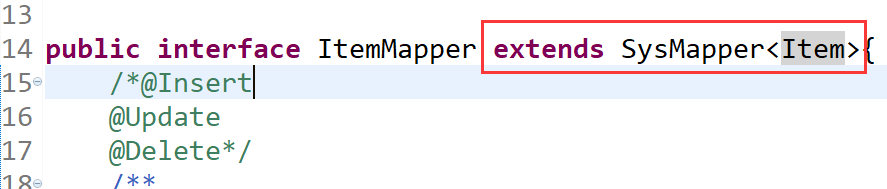 13
14 public interface ItemMapper extends SysMapper<Item>{
15 /*@Insert
16 @Update
17 @Delete*/
18 /**